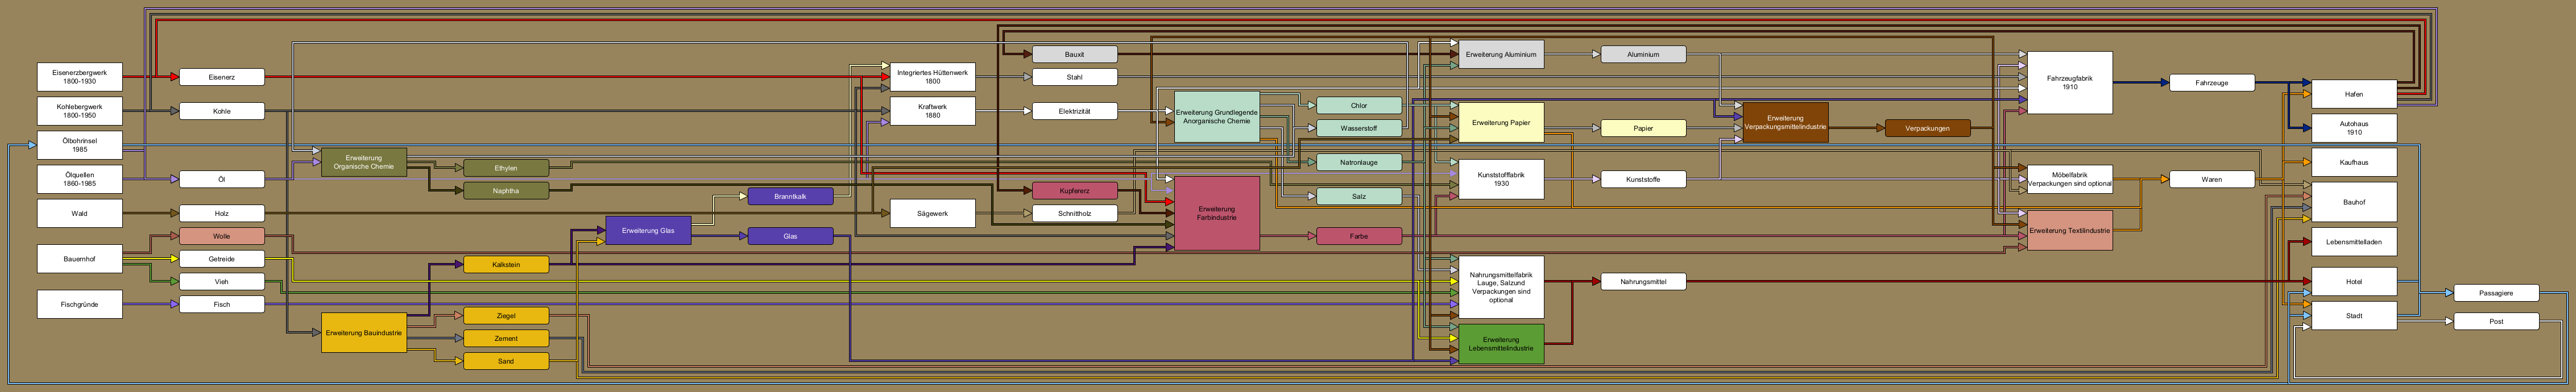 Eisenerzbergwerk
1800-1930
Kohlebergwerk
1800-1950
Ölbohrinsel
1985
Ölquellen
1860-1985
Wald
Bauernhof
Fischgründe
Eisenerz
Kohle
Öl
Holz
Wolle
Getreide
Vieh
Fisch
Erweiterung
Organische Chemie
Erweiterung Bauindustrie
Ethylen
Naphtha
Kalkstein
Ziegel
Zement
Sand
Erweiterung Glas
Branntkalk
Glas
Integriertes Hüttenwerk
1800
Kraftwerk
1880
Sägewerk
Bauxit
Stahl
Elektrizität
Kupfererz
Schnittholz
Erweiterung Grundlegende
Anorganische Chemie
Erweiterung
Farbindustrie
Chlor
Wasserstoff
Natronlauge
Salz
Farbe
Erweiterung Aluminium
Erweiterung Papier
Kunststofffabrik
1930
Nahrungsmittelfabrik
Lauge, Salzund
Verpackungen sind
optional
Erweiterung
Lebensmittelindustrie
Aluminium
Papier
Kunststoffe
Nahrungsmittel
Erweiterung
Verpackungsmittelindustrie
Verpackungen
Fahrzeugfabrik
1910
Möbelfabrik
Verpackungen sind optional
Erweiterung Textilindustrie
Fahrzeuge
Waren
Hafen
Autohaus
1910
Kaufhaus
Bauhof
Lebensmittelladen
Hotel
Stadt
Passagiere
Post